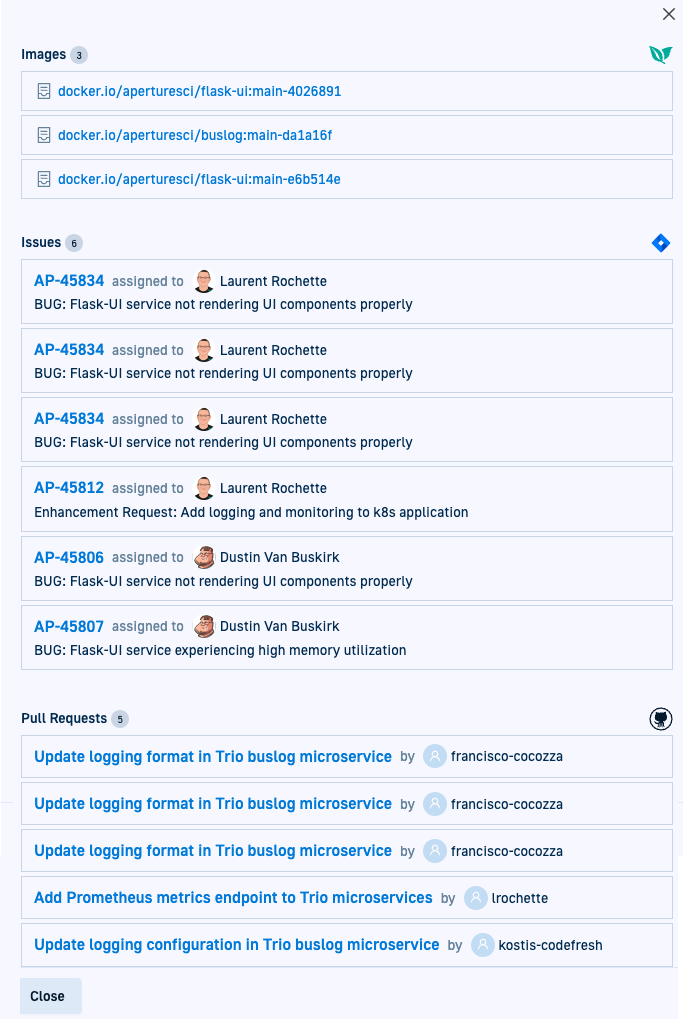 Images 3
docker.io/aperturesci/flask-ui:main-4026891
docker.io/aperturesci/buslog:main-da1a16f
docker.io/aperturesci/flask-ui:main-e6b514e
Issues 6
AP-45834 assigned to Laurent Rochette
BUG: Flask-UI service not rendering UI components properly
AP-45834 assigned to Laurent Rochette
BUG: Flask-UI service not rendering UI components properly
AP-45834 assigned to Laurent Rochette
BUG: Flask-UI service not rendering UI components properly
AP-45812 assigned to Laurent Rochette
Enhancement Request: Add logging and monitoring to k8s application
AP-45806 assigned to Dustin Van Buskirk
BUG: Flask-UI service not rendering UI components properly
AP-45807 assigned to Dustin Van Buskirk
BUG: Flask-UI service experiencing high memory utilization
Pull Requests 5
Update logging format in Trio buslog microservice by francisco-cocozza
Update logging format in Trio buslog microservice by francisco-cocozza
Update logging format in Trio buslog microservice by francisco-cocozza
Add Prometheus metrics endpoint to Trio microservices by lrochette
Update logging configuration in Trio buslog microservice by kostis-codefresh
Close